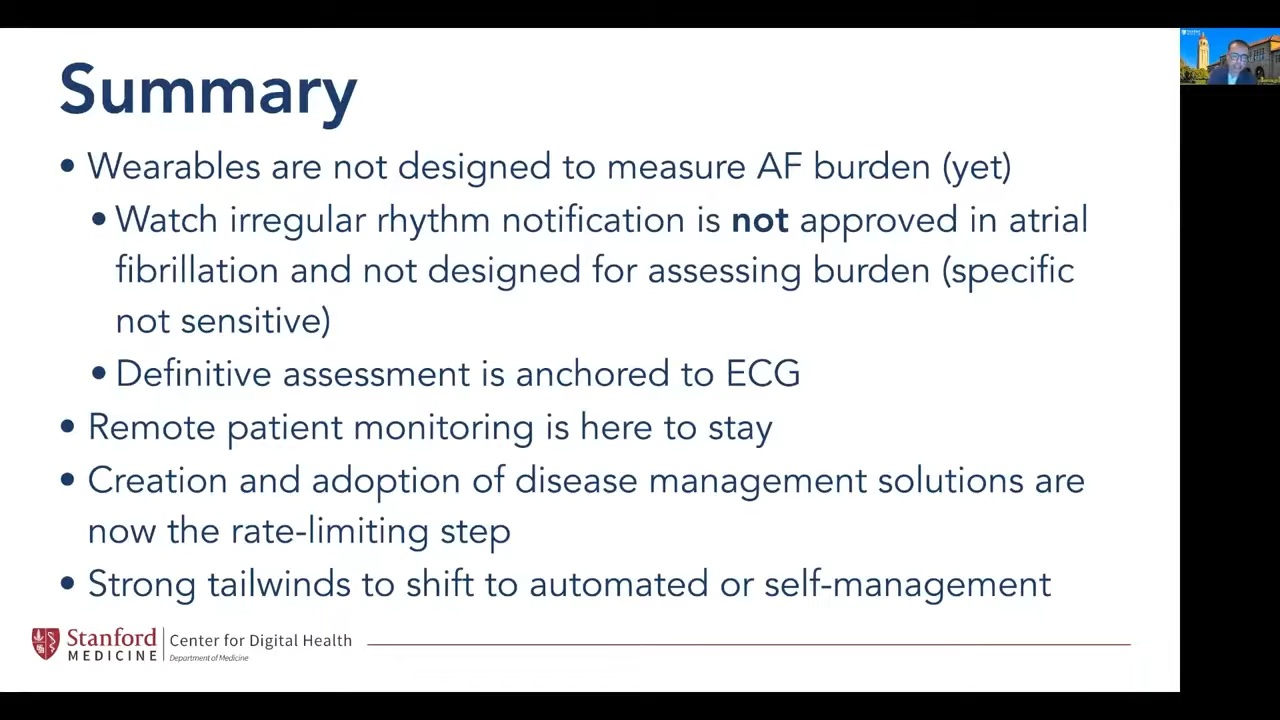 Summary
• Wearables are not designed to measure AF burden (yet)
• Watch irregular rhythm notification is not approved in atrial
fibrillation and not designed for assessing burden (specific
not sensitive)
• Definitive assessment is anchored to ECG
• Remote patient monitoring is here to stay
• Creation and adoption of disease management solutions are
now the rate-limiting step
• Strong tailwinds to shift to automated or self-management
Stanford
MEDICINE
Center for Digital Health
Department of Medicine